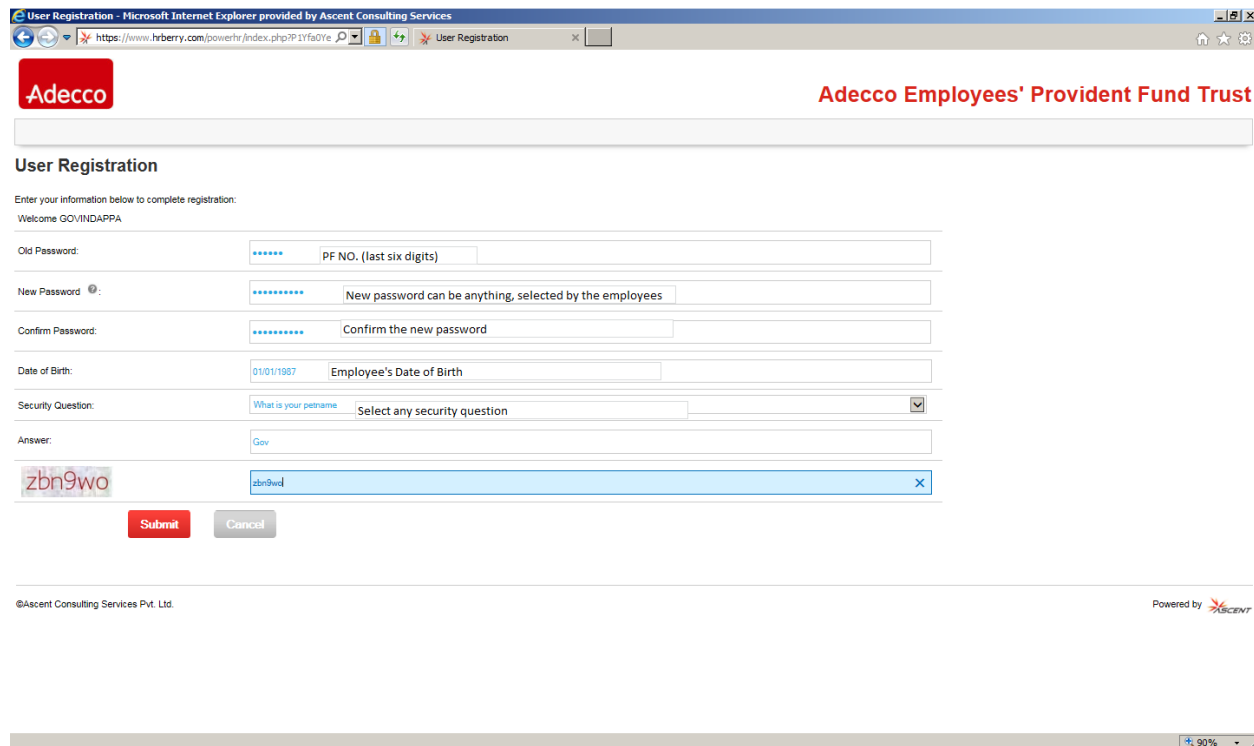 User Registration - Microsoft Internet Explorer provided by Ascent Consulting Services
https://www.hrberry.com/powerhr/index.php?P1Yfa0Ye User Registration
Adecco
Adecco Employees' Provident Fund Trust
User Registration
Enter your information below to complete registration:
Welcome GOVINDAPPA
Old Password: •••••• PF NO. (last six digits)
New Password ?: •••••••••• New password can be anything, selected by the employees
Confirm Password: •••••••••• Confirm the new password
Date of Birth: 01/01/1987 Employee's Date of Birth
Security Question: What is your petname Select any security question
Answer: Gov
zbn9wo zbn9wo
Submit Cancel
©Ascent Consulting Services Pvt. Ltd. Powered by ASCENT
90%